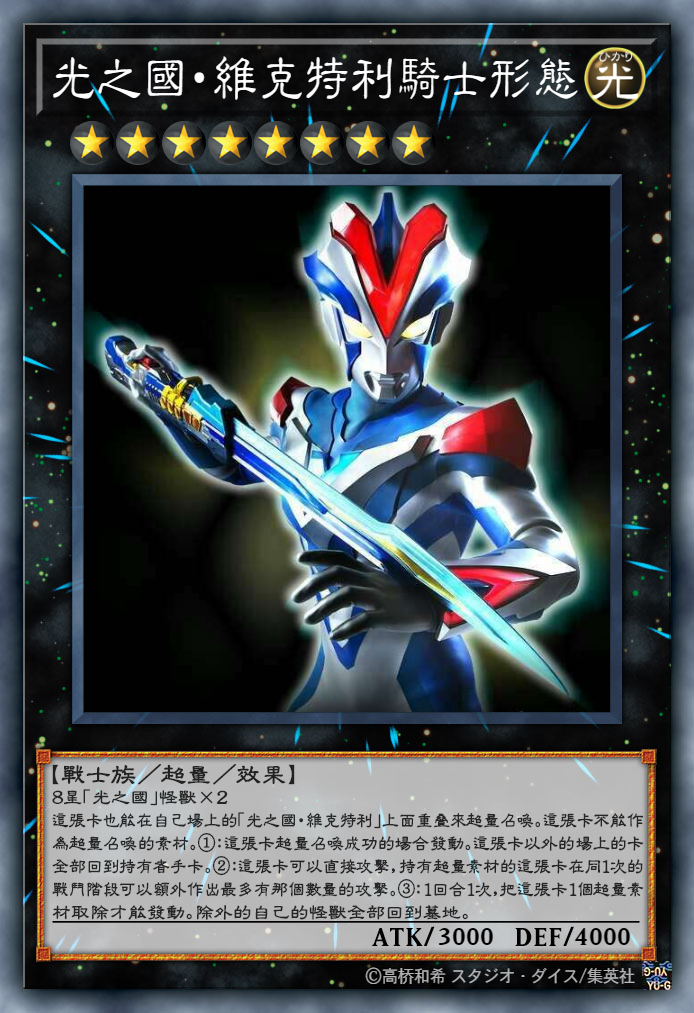 光之國・維克特利騎士形態
ひかり
光
【戰士族／超量／效果】
8星「光之國」怪獸×2
這張卡也能在自己場上的「光之國・維克特利」上面重疊來超量召喚。這張卡不能作
為超量召喚的素材。①:這張卡超量召喚成功的場合發動。這張卡以外的場上的卡
全部回到持有者手卡。②:這張卡可以直接攻擊,持有超量素材的這張卡在同1次的
戰鬥階段可以額外作出最多有那個數量的攻擊。③:1回合1次,把這張卡1個超量素
材取除才能發動。除外的自己的怪獸全部回到墓地。
ATK/3000 DEF/4000
©高桥和希 スタジオ・ダイス/集英社
YU-G
YU-G